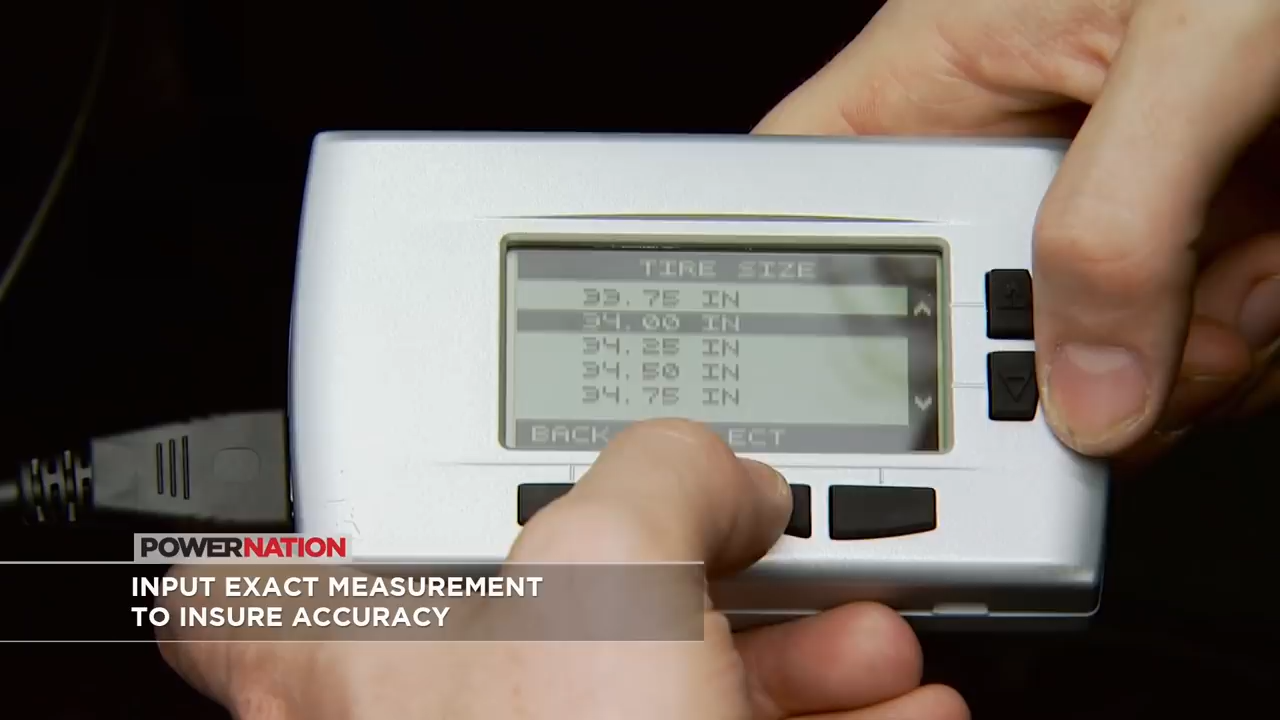 TIRE SIZE
33.75 IN
34.00 IN
34.25 IN
34.50 IN
34.75 IN
BACK ECT
POWERNATION
INPUT EXACT MEASUREMENT
TO INSURE ACCURACY